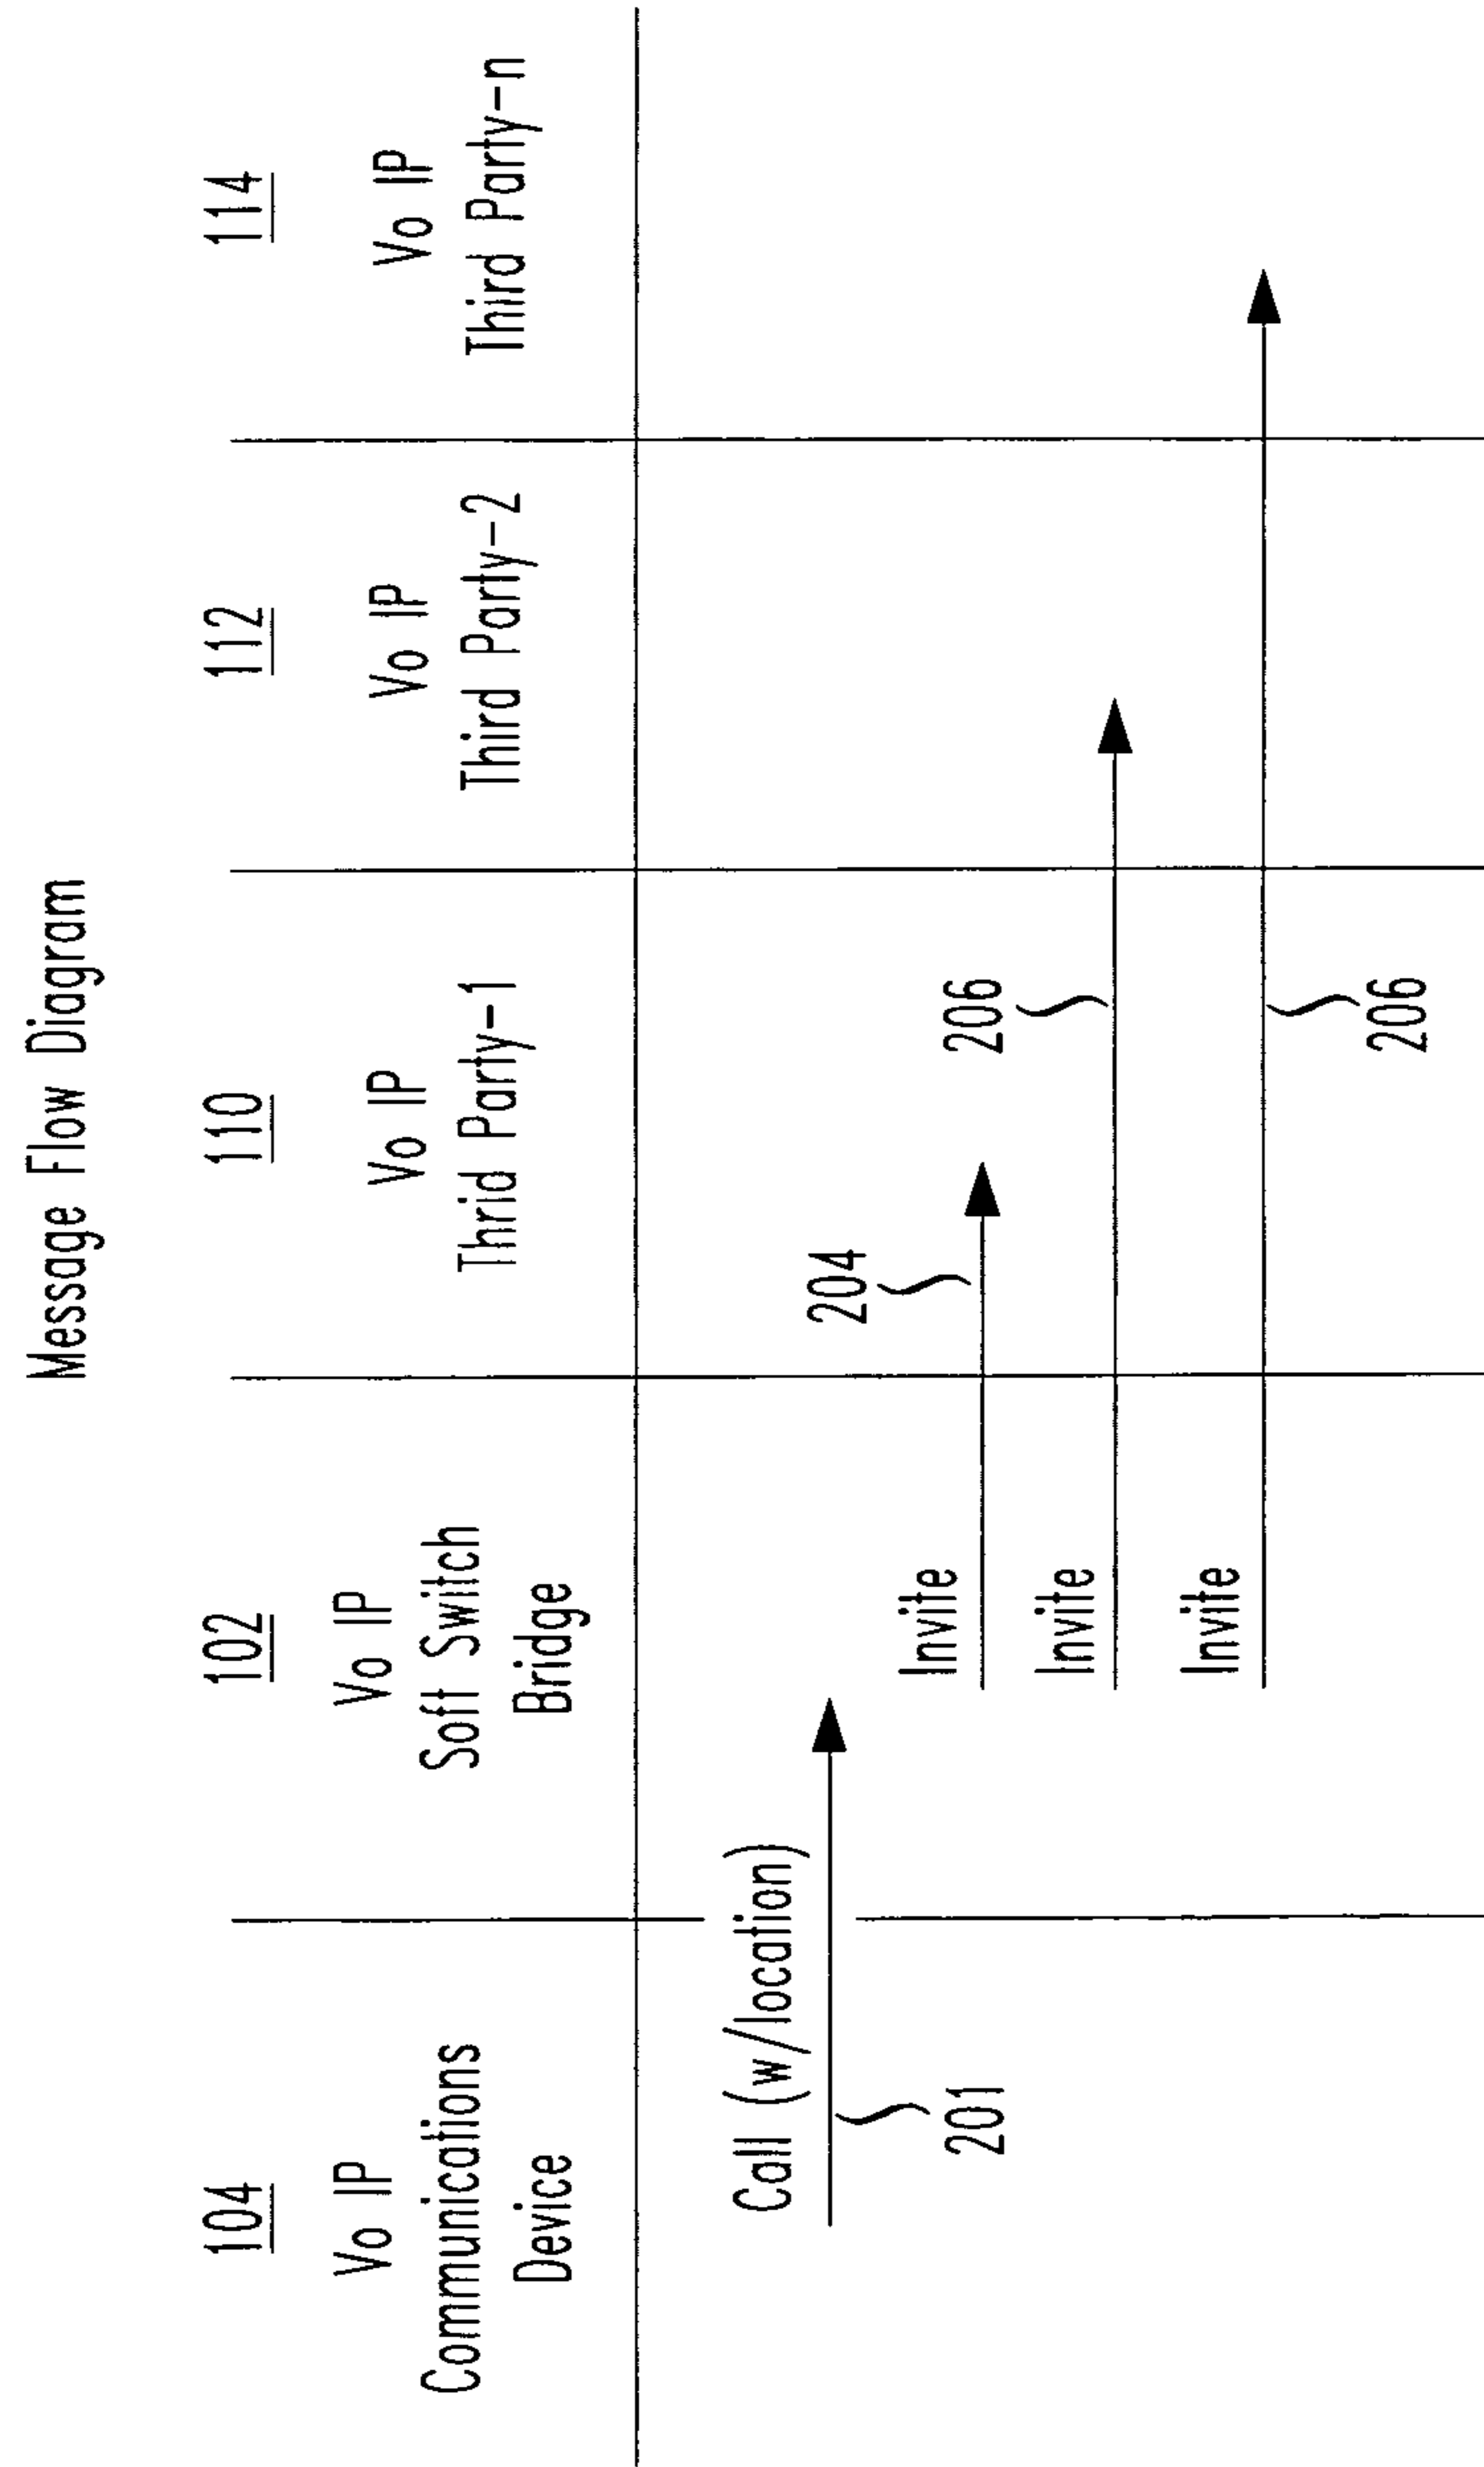 Message Flow Diagram
104
Vo IP
Communications
Device
102
Vo IP
Soft Switch
Bridge
110
Vo IP
Thrid Party-1
112
Vo IP
Third Party-2
114
Vo IP
Third Party-n
Call (w/location)
201
204
Invite
206
Invite
Invite
206